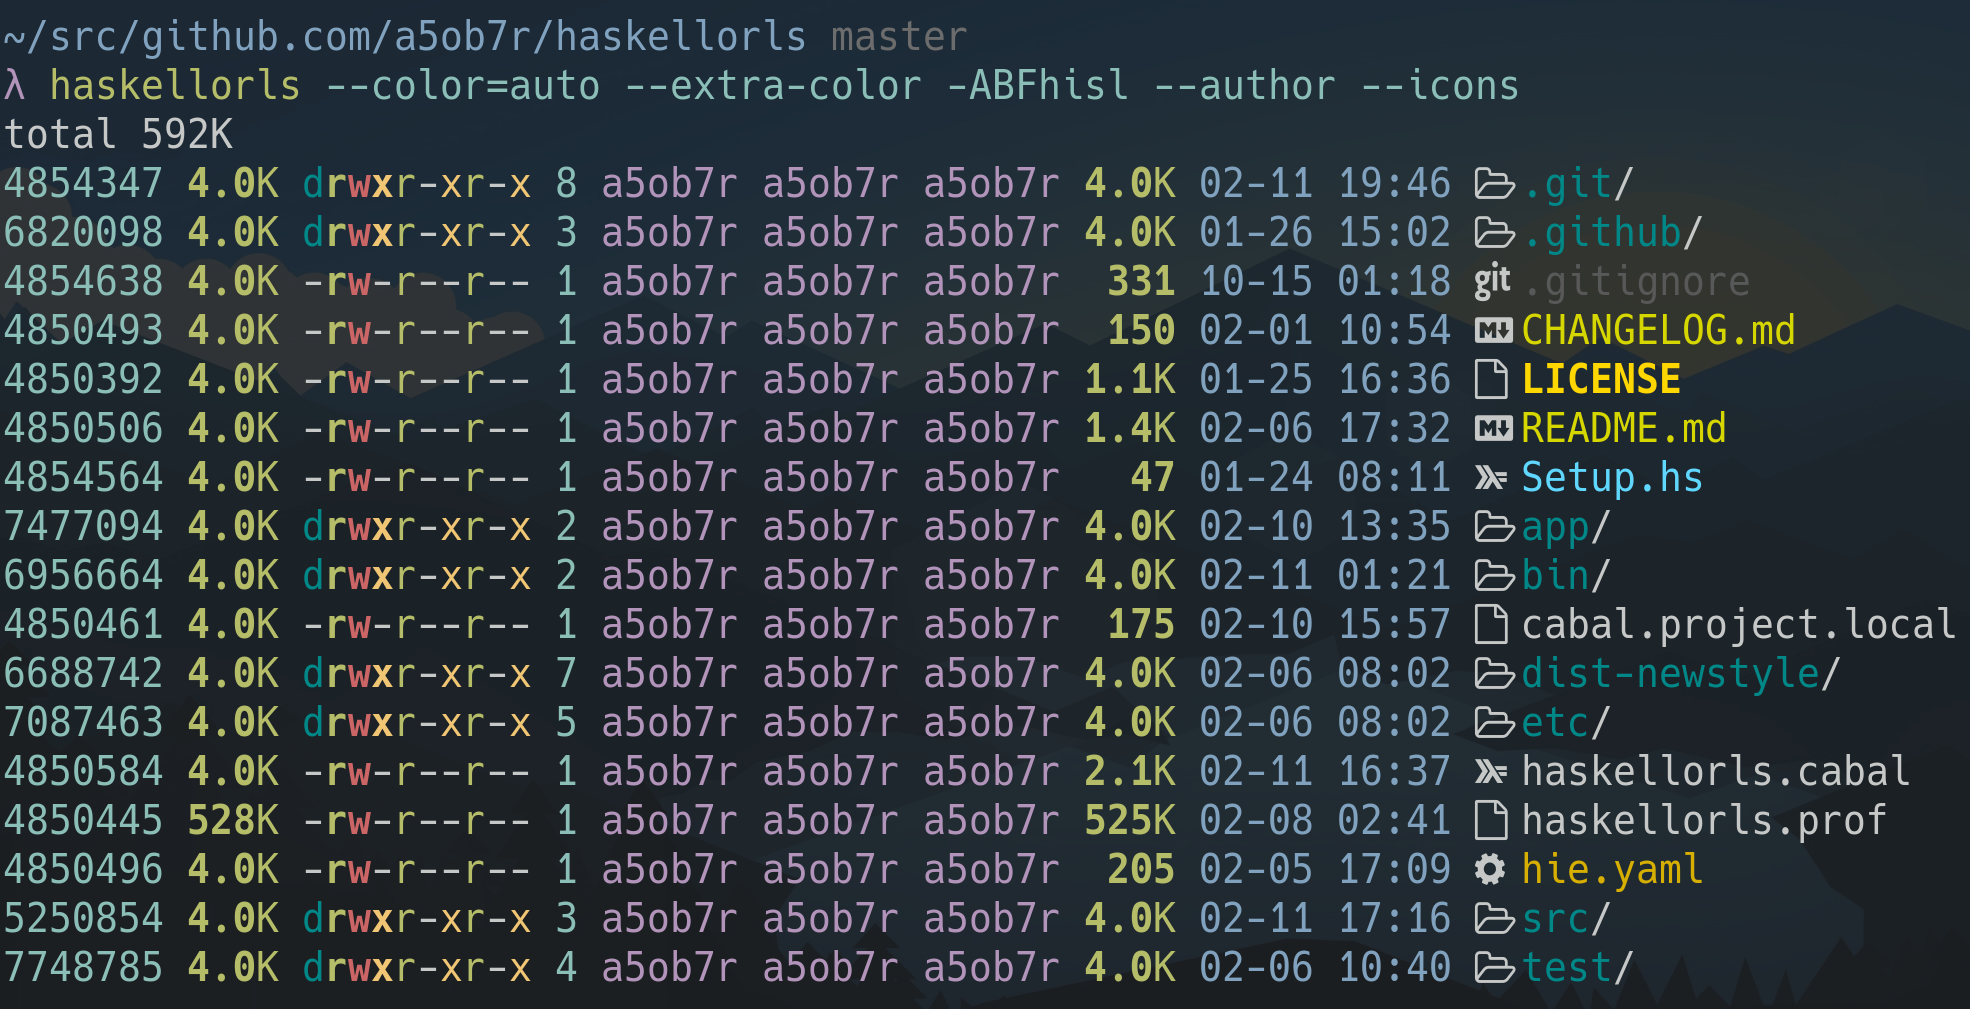 ~/src/github.com/a5ob7r/haskellorls master
λ haskellorls --color=auto --extra-color -ABFhisl --author --icons
total 592K
4854347 4.0K drwxr-xr-x 8 a5ob7r a5ob7r a5ob7r 4.0K 02-11 19:46 .git/
6820098 4.0K drwxr-xr-x 3 a5ob7r a5ob7r a5ob7r 4.0K 01-26 15:02 .github/
4854638 4.0K -rw-r--r-- 1 a5ob7r a5ob7r a5ob7r  331 10-15 01:18 git .gitignore
4850493 4.0K -rw-r--r-- 1 a5ob7r a5ob7r a5ob7r  150 02-01 10:54 M↓ CHANGELOG.md
4850392 4.0K -rw-r--r-- 1 a5ob7r a5ob7r a5ob7r 1.1K 01-25 16:36 LICENSE
4850506 4.0K -rw-r--r-- 1 a5ob7r a5ob7r a5ob7r 1.4K 02-06 17:32 M↓ README.md
4854564 4.0K -rw-r--r-- 1 a5ob7r a5ob7r a5ob7r   47 01-24 08:11 Setup.hs
7477094 4.0K drwxr-xr-x 2 a5ob7r a5ob7r a5ob7r 4.0K 02-10 13:35 app/
6956664 4.0K drwxr-xr-x 2 a5ob7r a5ob7r a5ob7r 4.0K 02-11 01:21 bin/
4850461 4.0K -rw-r--r-- 1 a5ob7r a5ob7r a5ob7r  175 02-10 15:57 cabal.project.local
6688742 4.0K drwxr-xr-x 7 a5ob7r a5ob7r a5ob7r 4.0K 02-06 08:02 dist-newstyle/
7087463 4.0K drwxr-xr-x 5 a5ob7r a5ob7r a5ob7r 4.0K 02-06 08:02 etc/
4850584 4.0K -rw-r--r-- 1 a5ob7r a5ob7r a5ob7r 2.1K 02-11 16:37 haskellorls.cabal
4850445 528K -rw-r--r-- 1 a5ob7r a5ob7r a5ob7r 525K 02-08 02:41 haskellorls.prof
4850496 4.0K -rw-r--r-- 1 a5ob7r a5ob7r a5ob7r  205 02-05 17:09 hie.yaml
5250854 4.0K drwxr-xr-x 3 a5ob7r a5ob7r a5ob7r 4.0K 02-11 17:16 src/
7748785 4.0K drwxr-xr-x 4 a5ob7r a5ob7r a5ob7r 4.0K 02-06 10:40 test/